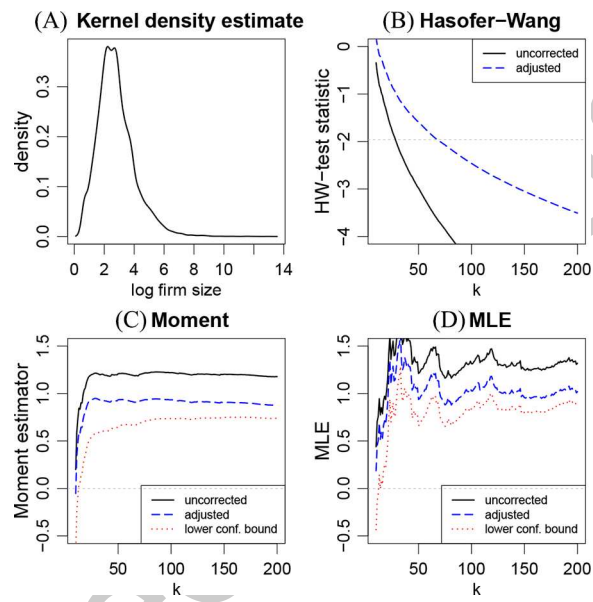 (A) Kernel density estimate
density
0.0 0.1 0.2 0.3
0 2 4 6 8 10 12 14
log firm size
(B) Hasofer−Wang
HW−test statistic
−4 −3 −2 −1 0
uncorrected
adjusted
50 100 150 200
k
(C) Moment
Moment estimator
−0.5 0.0 0.5 1.0 1.5
uncorrected
adjusted
lower conf. bound
50 100 150 200
k
(D) MLE
MLE
−0.5 0.0 0.5 1.0 1.5
uncorrected
adjusted
lower conf. bound
50 100 150 200
k